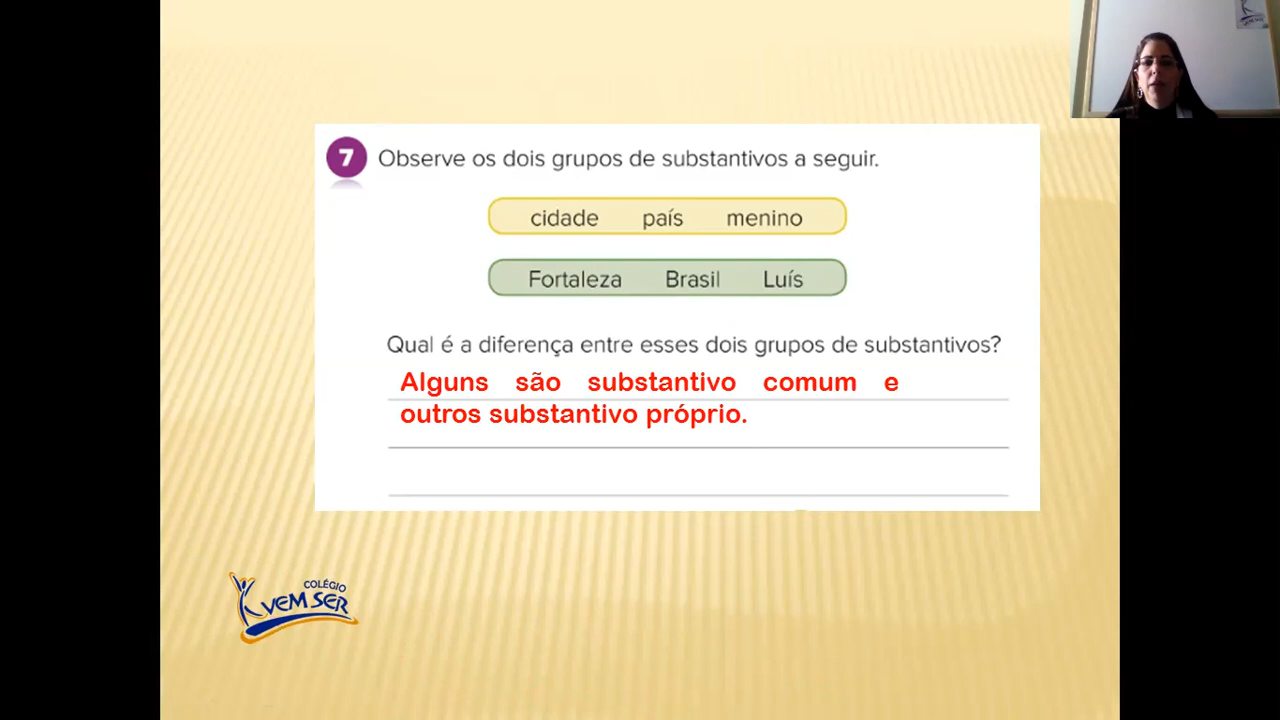 7 Observe os dois grupos de substantivos a seguir.
cidade país menino
Fortaleza Brasil Luís
Qual é a diferença entre esses dois grupos de substantivos?
Alguns são substantivo comum e
outros substantivo próprio.
COLÉGIO
VEM SER